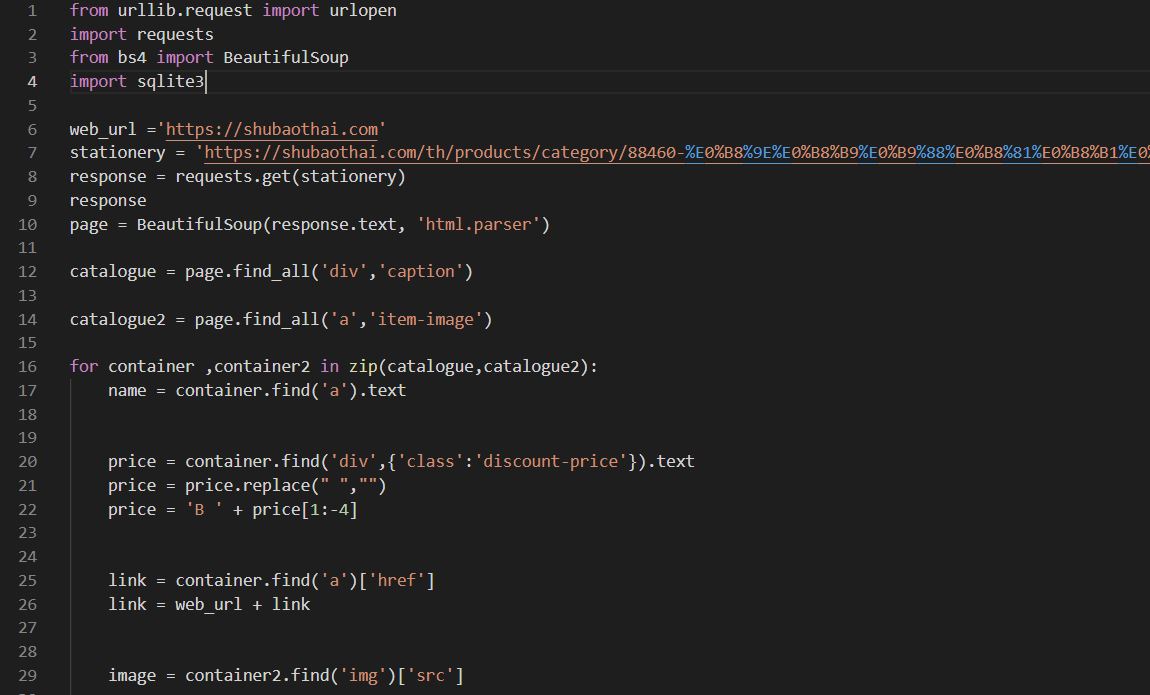 1 from urllib.request import urlopen
2 import requests
3 from bs4 import BeautifulSoup
4 import sqlite3
5
6 web_url ='https://shubaothai.com'
7 stationery = 'https://shubaothai.com/th/products/category/88460-%E0%B8%9E%E0%B8%B9%E0%B9%88%E0%B8%81%E0%B8%B1%E0%
8 response = requests.get(stationery)
9 response
10 page = BeautifulSoup(response.text, 'html.parser')
11
12 catalogue = page.find_all('div','caption')
13
14 catalogue2 = page.find_all('a','item-image')
15
16 for container ,container2 in zip(catalogue,catalogue2):
17     name = container.find('a').text
18
19
20     price = container.find('div',{'class':'discount-price'}).text
21     price = price.replace(" ","")
22     price = 'B ' + price[1:-4]
23
24
25     link = container.find('a')['href']
26     link = web_url + link
27
28
29     image = container2.find('img')['src']